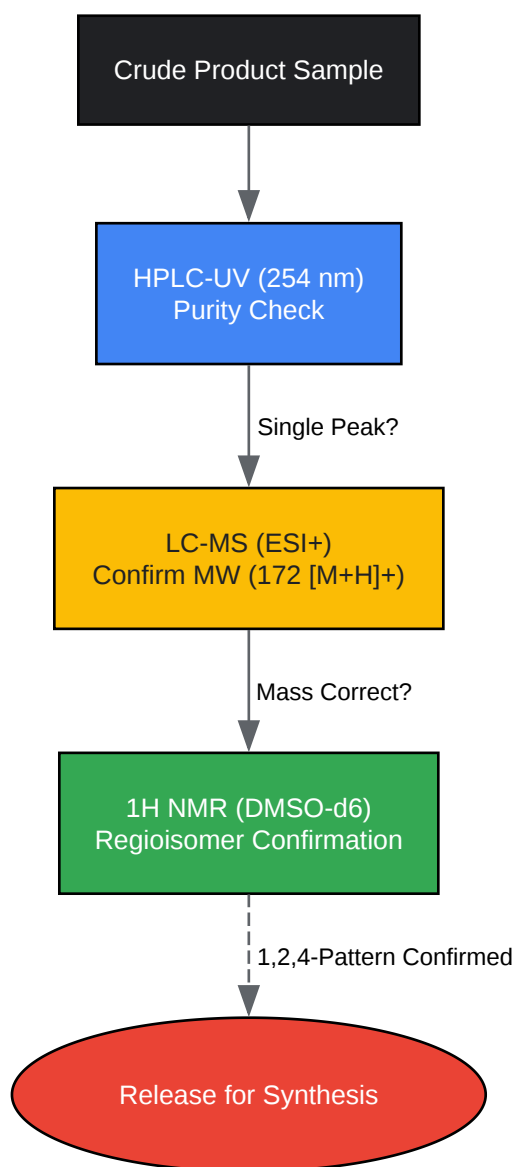 Crude Product Sample
HPLC-UV (254 nm)
Purity Check
Single Peak?
LC-MS (ESI+)
Confirm MW (172 [M+H]+)
Mass Correct?
1H NMR (DMSO-d6)
Regioisomer Confirmation
1,2,4-Pattern Confirmed
Release for Synthesis